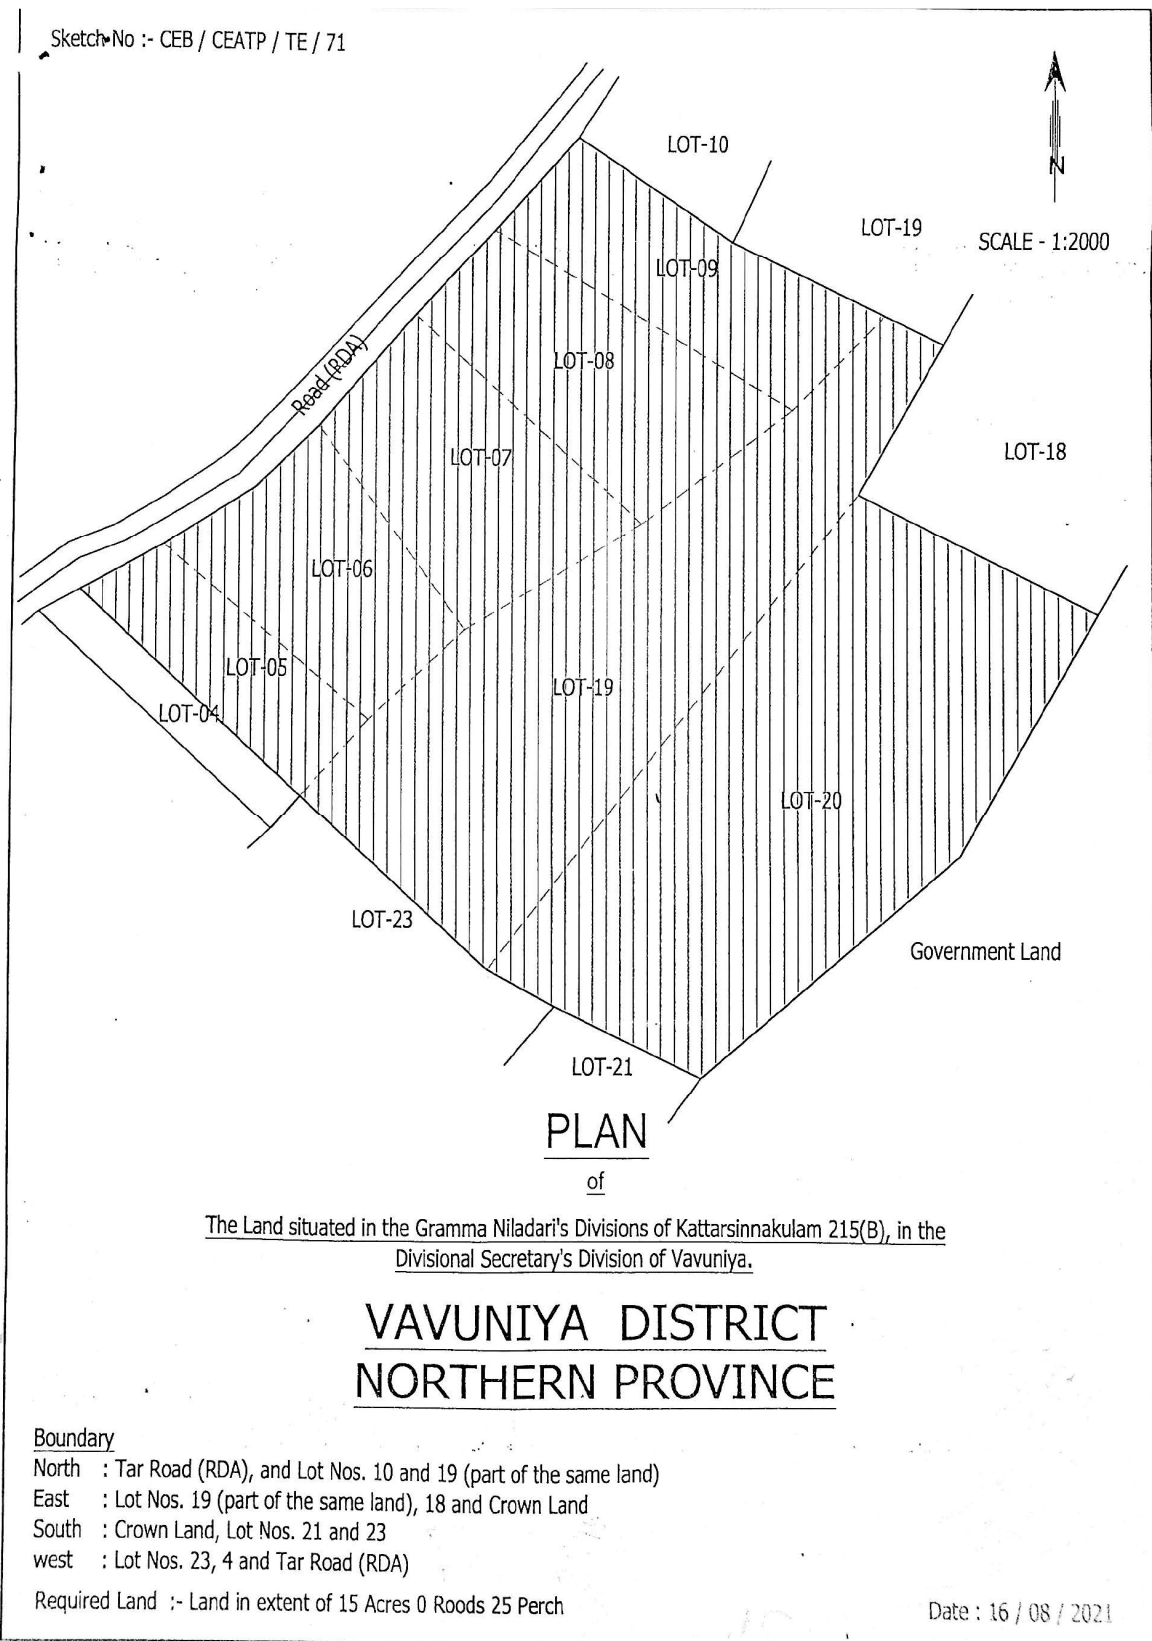 Sketch No :- CEB / CEATP / TE / 71
LOT-10
N
LOT-19
SCALE - 1:2000
LOT-09
LOT-08
Road (RDA)
LOT-07
LOT-18
LOT-06
LOT-05
LOT-19
LOT-04
LOT-20
LOT-23
Government Land
LOT-21
PLAN
of
The Land situated in the Gramma Niladari's Divisions of Kattarsinnakulam 215(B), in the
Divisional Secretary's Division of Vavuniya.
VAVUNIYA DISTRICT
NORTHERN PROVINCE
Boundary
North : Tar Road (RDA), and Lot Nos. 10 and 19 (part of the same land)
East : Lot Nos. 19 (part of the same land), 18 and Crown Land
South : Crown Land, Lot Nos. 21 and 23
west : Lot Nos. 23, 4 and Tar Road (RDA)
Required Land :- Land in extent of 15 Acres 0 Roods 25 Perch
Date : 16 / 08 / 2021